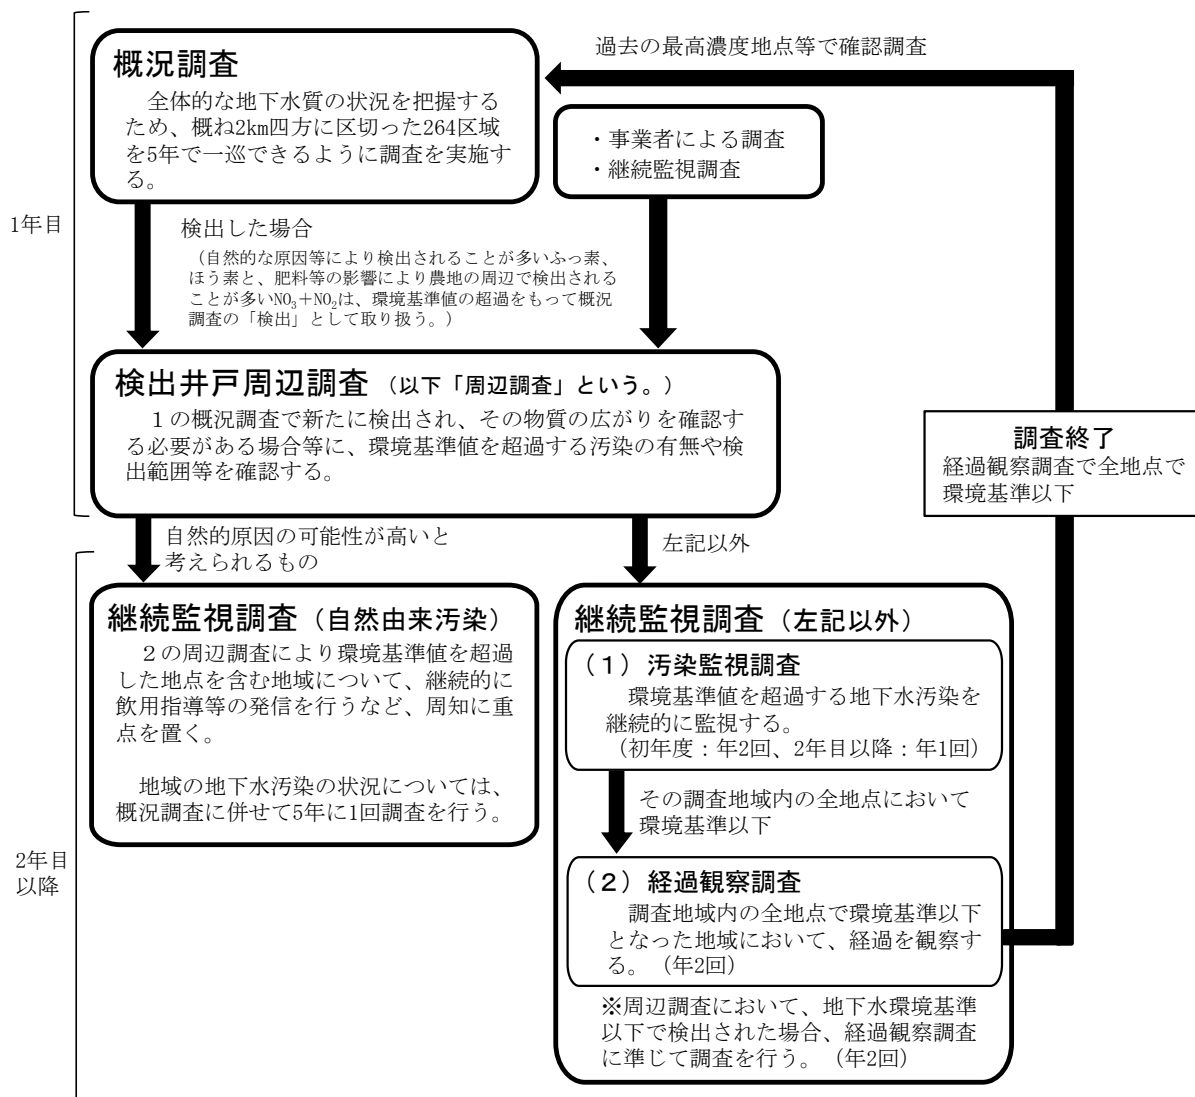 過去の最高濃度地点等で確認調査
概況調査
全体的な地下水質の状況を把握する
ため、概ね2km四方に区切った264区域
を5年で一巡できるように調査を実施す
る。
・事業者による調査
・継続監視調査
1年目
検出した場合
（自然的な原因等により検出されることが多いふっ素、
ほう素と、肥料等の影響により農地の周辺で検出される
ことが多いNO₃＋NO₂は、環境基準値の超過をもって概況
調査の「検出」として取り扱う。）
検出井戸周辺調査（以下「周辺調査」という。）
１の概況調査で新たに検出され、その物質の広がりを確認す
る必要がある場合等に、環境基準値を超過する汚染の有無や検
出範囲等を確認する。
調査終了
経過観察調査で全地点で
環境基準以下
自然的原因の可能性が高いと
考えられるもの
左記以外
継続監視調査（自然由来汚染）
２の周辺調査により環境基準値を超過
した地点を含む地域について、継続的に
飲用指導等の発信を行うなど、周知に重
点を置く。
地域の地下水汚染の状況については、
概況調査に併せて5年に1回調査を行う。
2年目
以降
継続監視調査（左記以外）
（１）汚染監視調査
環境基準値を超過する地下水汚染を
継続的に監視する。
（初年度：年2回、2年目以降：年1回）
その調査地域内の全地点において
環境基準以下
（２）経過観察調査
調査地域内の全地点で環境基準以下
となった地域において、経過を観察す
る。（年2回）
※周辺調査において、地下水環境基準
以下で検出された場合、経過観察調査
に準じて調査を行う。（年2回）